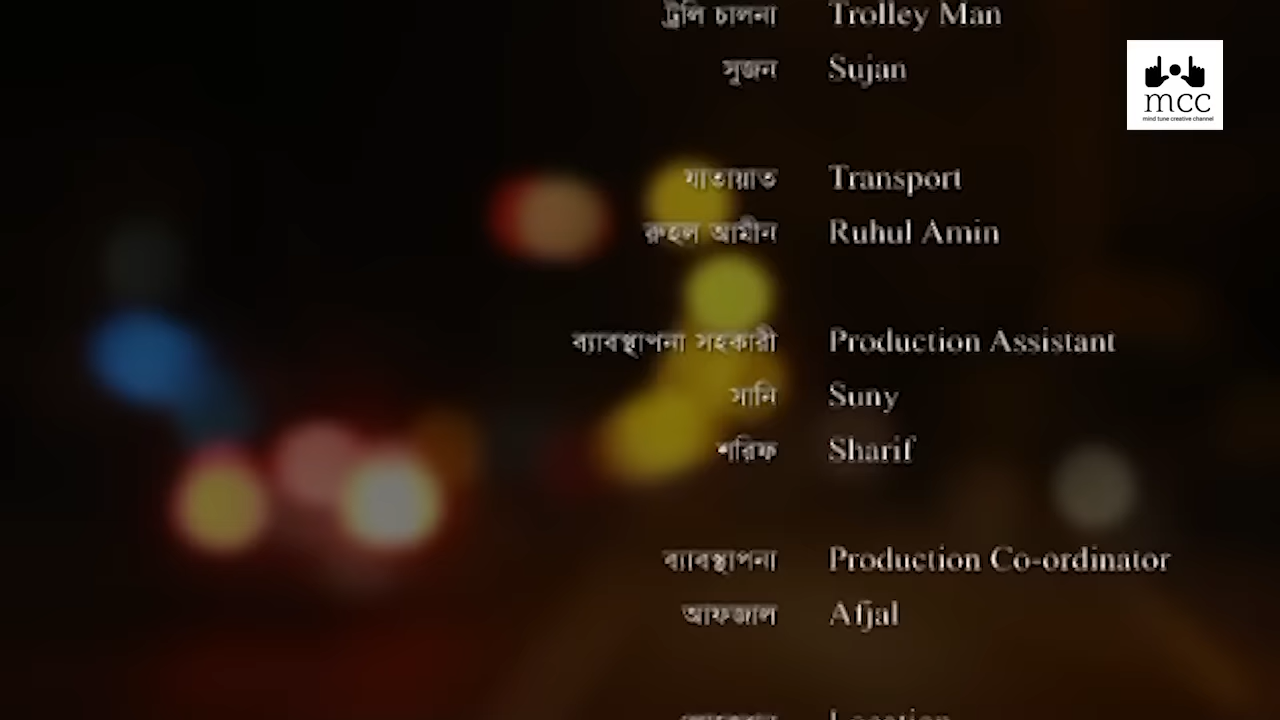 ট্রলি চালনা Trolley Man
সৃজন Sujan
mcc
mind tune creative channel
যাতায়াত Transport
রুহুল আমীন Ruhul Amin
ব্যাবস্থাপনা সহকারী Production Assistant
সানি Suny
শরিফ Sharif
ব্যাবস্থাপনা Production Co-ordinator
আফজাল Afjal
Location